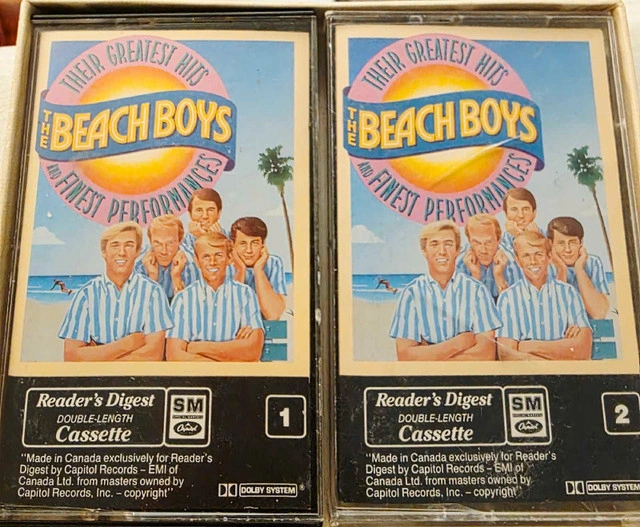 THEIR GREATEST HITS
THE BEACH BOYS
AND FINEST PERFORMANCES
Reader's Digest
DOUBLE-LENGTH
Cassette
SM
Capitol
1
"Made in Canada exclusively for Reader's
Digest by Capitol Records – EMI of
Canada Ltd. from masters owned by
Capitol Records, Inc. – copyright"
DOLBY SYSTEM
THEIR GREATEST HITS
THE BEACH BOYS
AND FINEST PERFORMANCES
Reader's Digest
DOUBLE-LENGTH
Cassette
SM
Capitol
2
"Made in Canada exclusively for Reader's
Digest by Capitol Records – EMI of
Canada Ltd. from masters owned by
Capitol Records, Inc. – copyright"
DOLBY SYSTEM